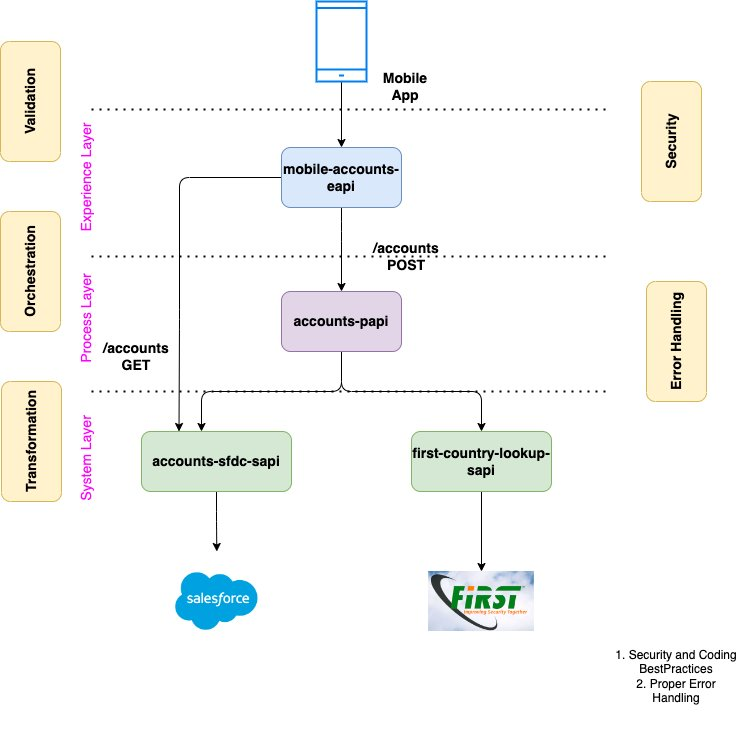 Mobile
App
Validation
Experience Layer
Security
mobile-accounts-
eapi
Orchestration
/accounts
POST
Process Layer
Error Handling
accounts-papi
/accounts
GET
Transformation
System Layer
accounts-sfdc-sapi
first-country-lookup-
sapi
salesforce
FiRST
Improving Security Together
1. Security and Coding
BestPractices
2. Proper Error
Handling